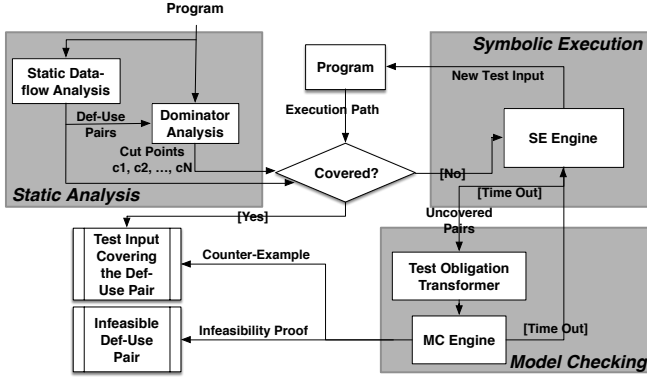 Program
Symbolic Execution
Static Data-
flow Analysis
Program
New Test Input
Def-Use
Pairs
Dominator
Analysis
Execution Path
SE Engine
Cut Points
c1, c2, ..., cN
Covered?
[No]
Static Analysis
[Time Out]
[Yes]
Uncovered
Pairs
Test Input
Covering
the Def-
Use Pair
Counter-Example
Test Obligation
Transformer
Infeasible
Def-Use
Pair
Infeasibility Proof
MC Engine
[Time Out]
Model Checking